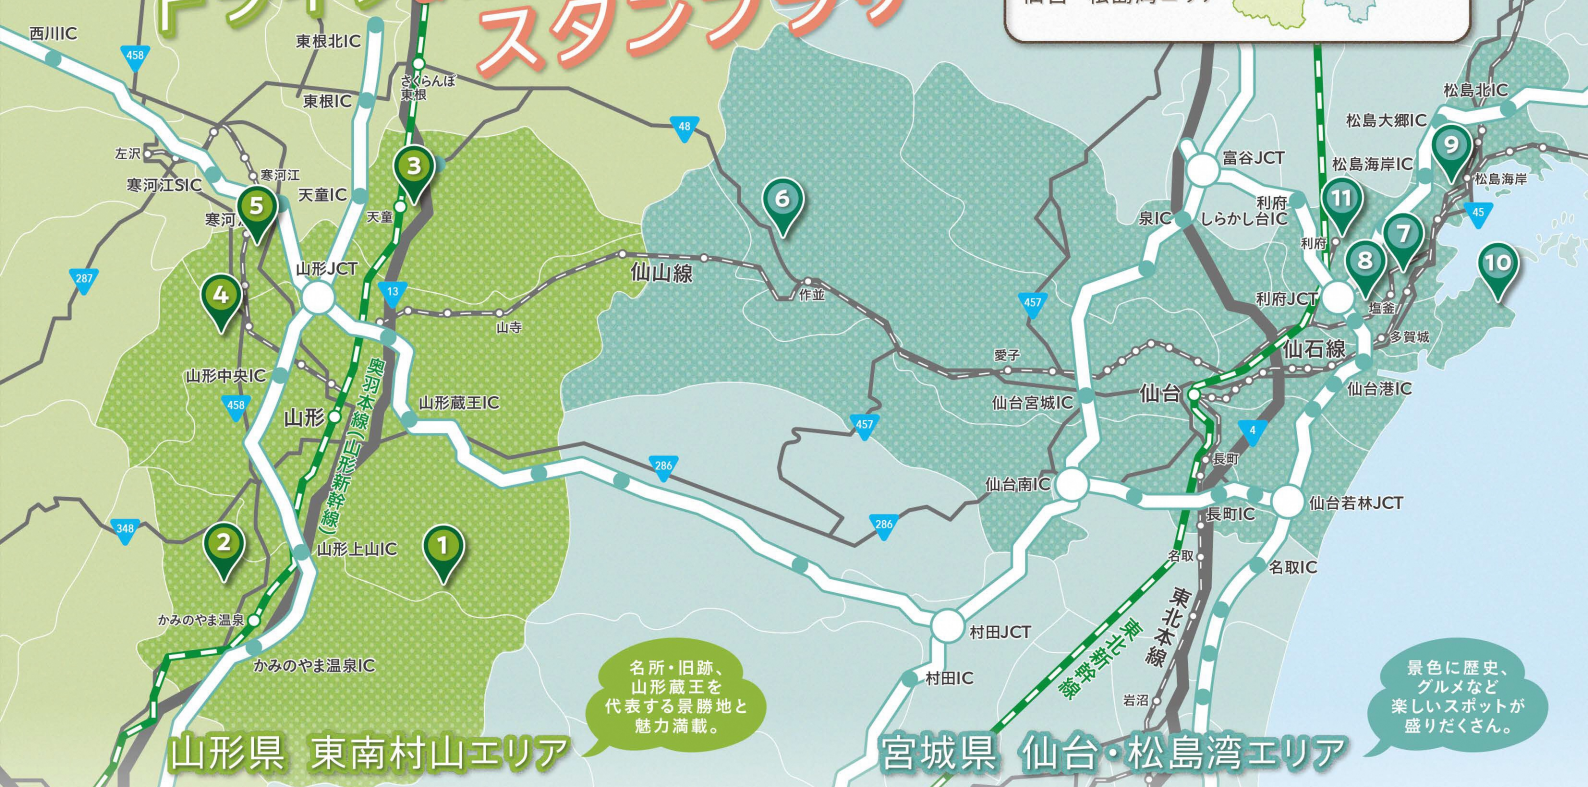 スタンプラリー
西川IC
458
東根北IC
さくらんぼ
東根
東根IC
48
左沢
寒河江
寒河江SIC
天童IC
天童
3
5
山形JCT
287
4
13
山寺
仙山線
6
作並
山形中央IC
458
山形
奥羽本線(山形新幹線)
山形蔵王IC
348
2
1
山形上山IC
かみのやま温泉
かみのやま温泉IC
286
457
286
愛子
457
仙台宮城IC
仙台南IC
松島北IC
松島大郷IC
9
富谷JCT
松島海岸IC
松島海岸
11
45
利府
しらかし台IC
泉IC
利府
7
8
10
利府JCT
塩釜
多賀城
仙石線
仙台
仙台港IC
4
長町
長町IC
仙台若林JCT
名取
名取IC
東北本線
東北新幹線
村田JCT
村田IC
岩沼
名所・旧跡、
山形蔵王を
代表する景勝地と
魅力満載。
景色に歴史、
グルメなど
楽しいスポットが
盛りだくさん。
山形県 東南村山エリア
宮城県 仙台・松島湾エリア